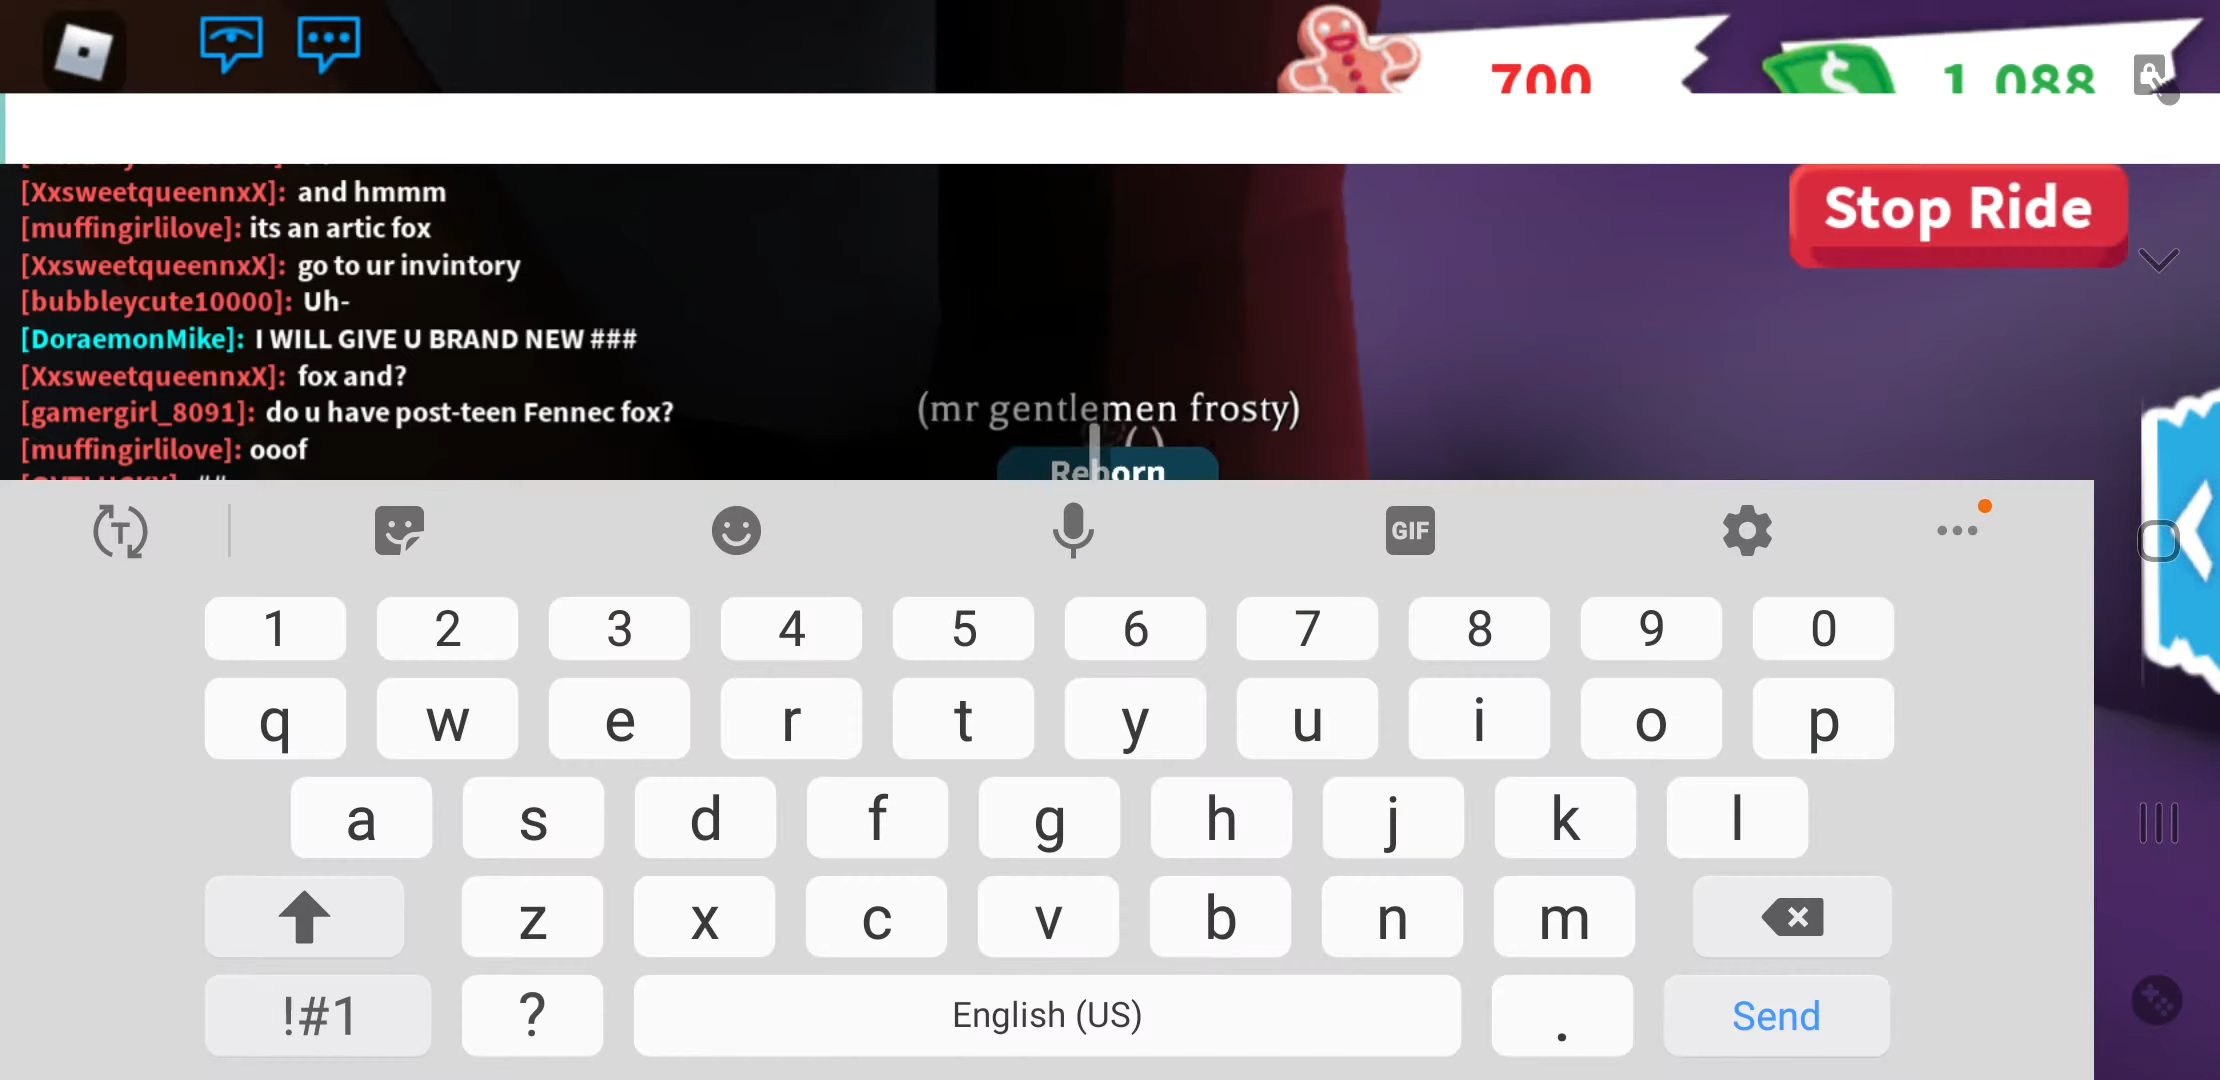 700
1,088
[XxsweetqueennxX]: and hmmm
[muffingirlilove]: its an artic fox
[XxsweetqueennxX]: go to ur invintory
[bubbleycute10000]: Uh-
[DoraemonMike]: I WILL GIVE U BRAND NEW ###
[XxsweetqueennxX]: fox and?
[gamergirl_8091]: do u have post-teen Fennec fox?
[muffingirlilove]: ooof
Stop Ride
(mr gentlemen frosty)
Reborn
T
GIF
1 2 3 4 5 6 7 8 9 0
q w e r t y u i o p
a s d f g h j k l
z x c v b n m
!#1 ? English (US) . Send